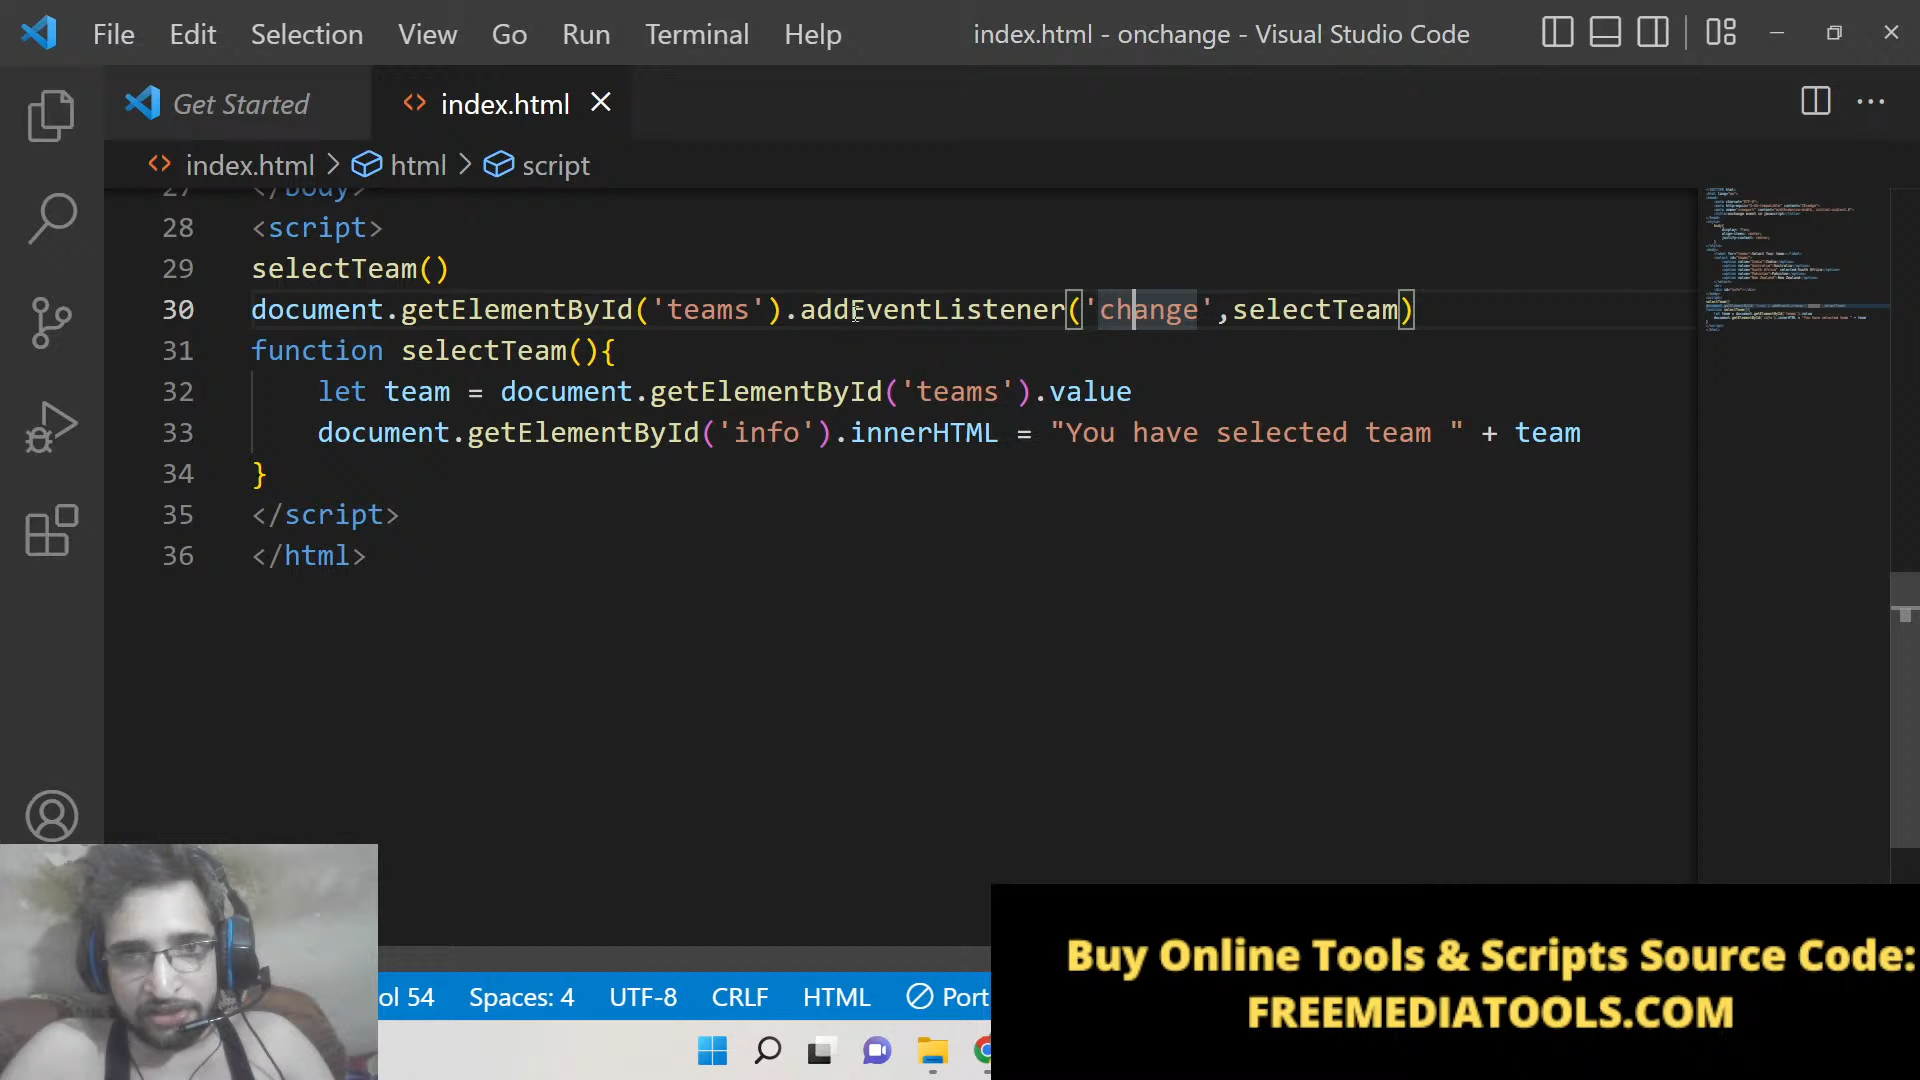 File Edit Selection View Go Run Terminal Help index.html - onchange - Visual Studio Code
Get Started index.html
index.html > html > script
27 </body>
28 <script>
29 selectTeam()
30 document.getElementById('teams').addEventListener('change',selectTeam)
31 function selectTeam(){
32 let team = document.getElementById('teams').value
33 document.getElementById('info').innerHTML = "You have selected team " + team
34 }
35 </script>
36 </html>
ol 54 Spaces: 4 UTF-8 CRLF HTML Port
Buy Online Tools & Scripts Source Code:
FREEMEDIATOOLS.COM